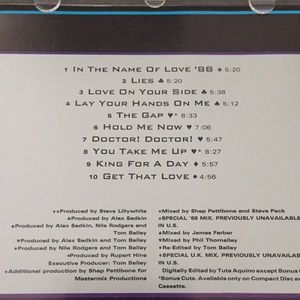 1 IN THE NAME OF LOVE '88 ★ 5:20
2 LIES ♣ 5:20
3 LOVE ON YOUR SIDE ♣ 5:38
4 LAY YOUR HANDS ON ME ♠ 5:12
5 THE GAP ♥* 8:33
6 HOLD ME NOW ♥ 7:06
7 DOCTOR! DOCTOR! ♥ 5:19
8 YOU TAKE ME UP ♥* 8:27
9 KING FOR A DAY ♦ 5:57
10 GET THAT LOVE ♦ 4:56
Produced by Steve Lillywhite
Produced by Alex Sadkin
Produced by Alex Sadkin, Nile Rodgers and
Tom Bailey
Produced by Alex Sadkin and Tom Bailey
Produced by Nile Rodgers and Tom Bailey
Produced by Rupert Hine
Executive Producer: Tom Bailey
Additional production by Shep Pettibone for
Mastermix Productions
Mixed by Shep Pettibone and Steve Peck
SPECIAL '88 MIX. PREVIOUSLY UNAVAILABLE
IN U.S.
Mixed by James Farber
Mixed by Phil Thornalley
Re-Edited by Tom Bailey
SPECIAL U.K. MIX. PREVIOUSLY UNAVAILABLE
IN U.S.
Digitally Edited by Tuta Aquino except Bonus C
*Bonus Cuts. Available only on Compact Disc an
Cassette.